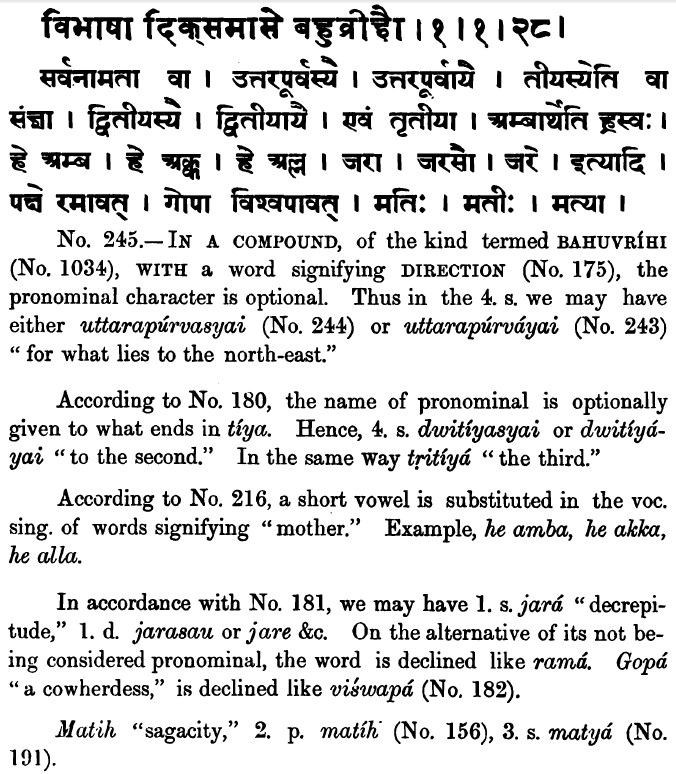 विभाषा दिक्समासे बहुव्रीहौ । १ । १ । २८ ।
सर्वनामता वा । उत्तरपूर्वस्यै । उत्तरपूर्वायै । तीयस्येति वा
संज्ञा । द्वितीयस्यै । द्वितीयायै । एवं तृतीया । अम्बार्थेति ह्रस्वः ।
हे अम्ब । हे अक्क । हे अल्ल । जरा । जरसौ । जरे । इत्यादि ।
पक्षे रमावत् । गोपा विश्वपावत् । मतिः । मतीः । मत्या ।
No. 245.—IN A COMPOUND, of the kind termed BAHUVRÍHI
(No. 1034), WITH a word signifying DIRECTION (No. 175), the
pronominal character is optional. Thus in the 4. s. we may have
either uttarapúrvasyai (No. 244) or uttarapúrváyai (No. 243)
“ for what lies to the north-east.”
According to No. 180, the name of pronominal is optionally
given to what ends in tíya. Hence, 4. s. dwitíyasyai or dwitíyá-
yai “ to the second.” In the same way tṛitíyá “ the third.”
According to No. 216, a short vowel is substituted in the voc.
sing. of words signifying “ mother.” Example, he amba, he akka,
he alla.
In accordance with No. 181, we may have 1. s. jará “ decrepi-
tude,” 1. d. jarasau or jare &c. On the alternative of its not be-
ing considered pronominal, the word is declined like ramá. Gopá
“ a cowherdess,” is declined like viśwapá (No. 182).
Matih “sagacity,” 2. p. matíh (No. 156), 3. s. matyá (No.
191).